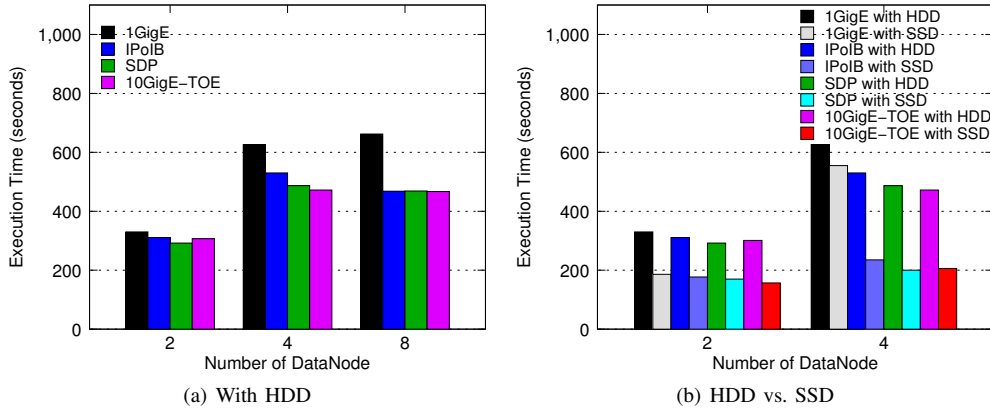 1,000
800
600
400
200
0
Execution Time (seconds)
1GigE
IPoIB
SDP
10GigE-TOE
2 4 8
Number of DataNode
(a) With HDD
1,000
800
600
400
200
0
Execution Time (seconds)
1GigE with HDD
1GigE with SSD
IPoIB with HDD
IPoIB with SSD
SDP with HDD
SDP with SSD
10GigE-TOE with HDD
10GigE-TOE with SSD
2 4
Number of DataNode
(b) HDD vs. SSD